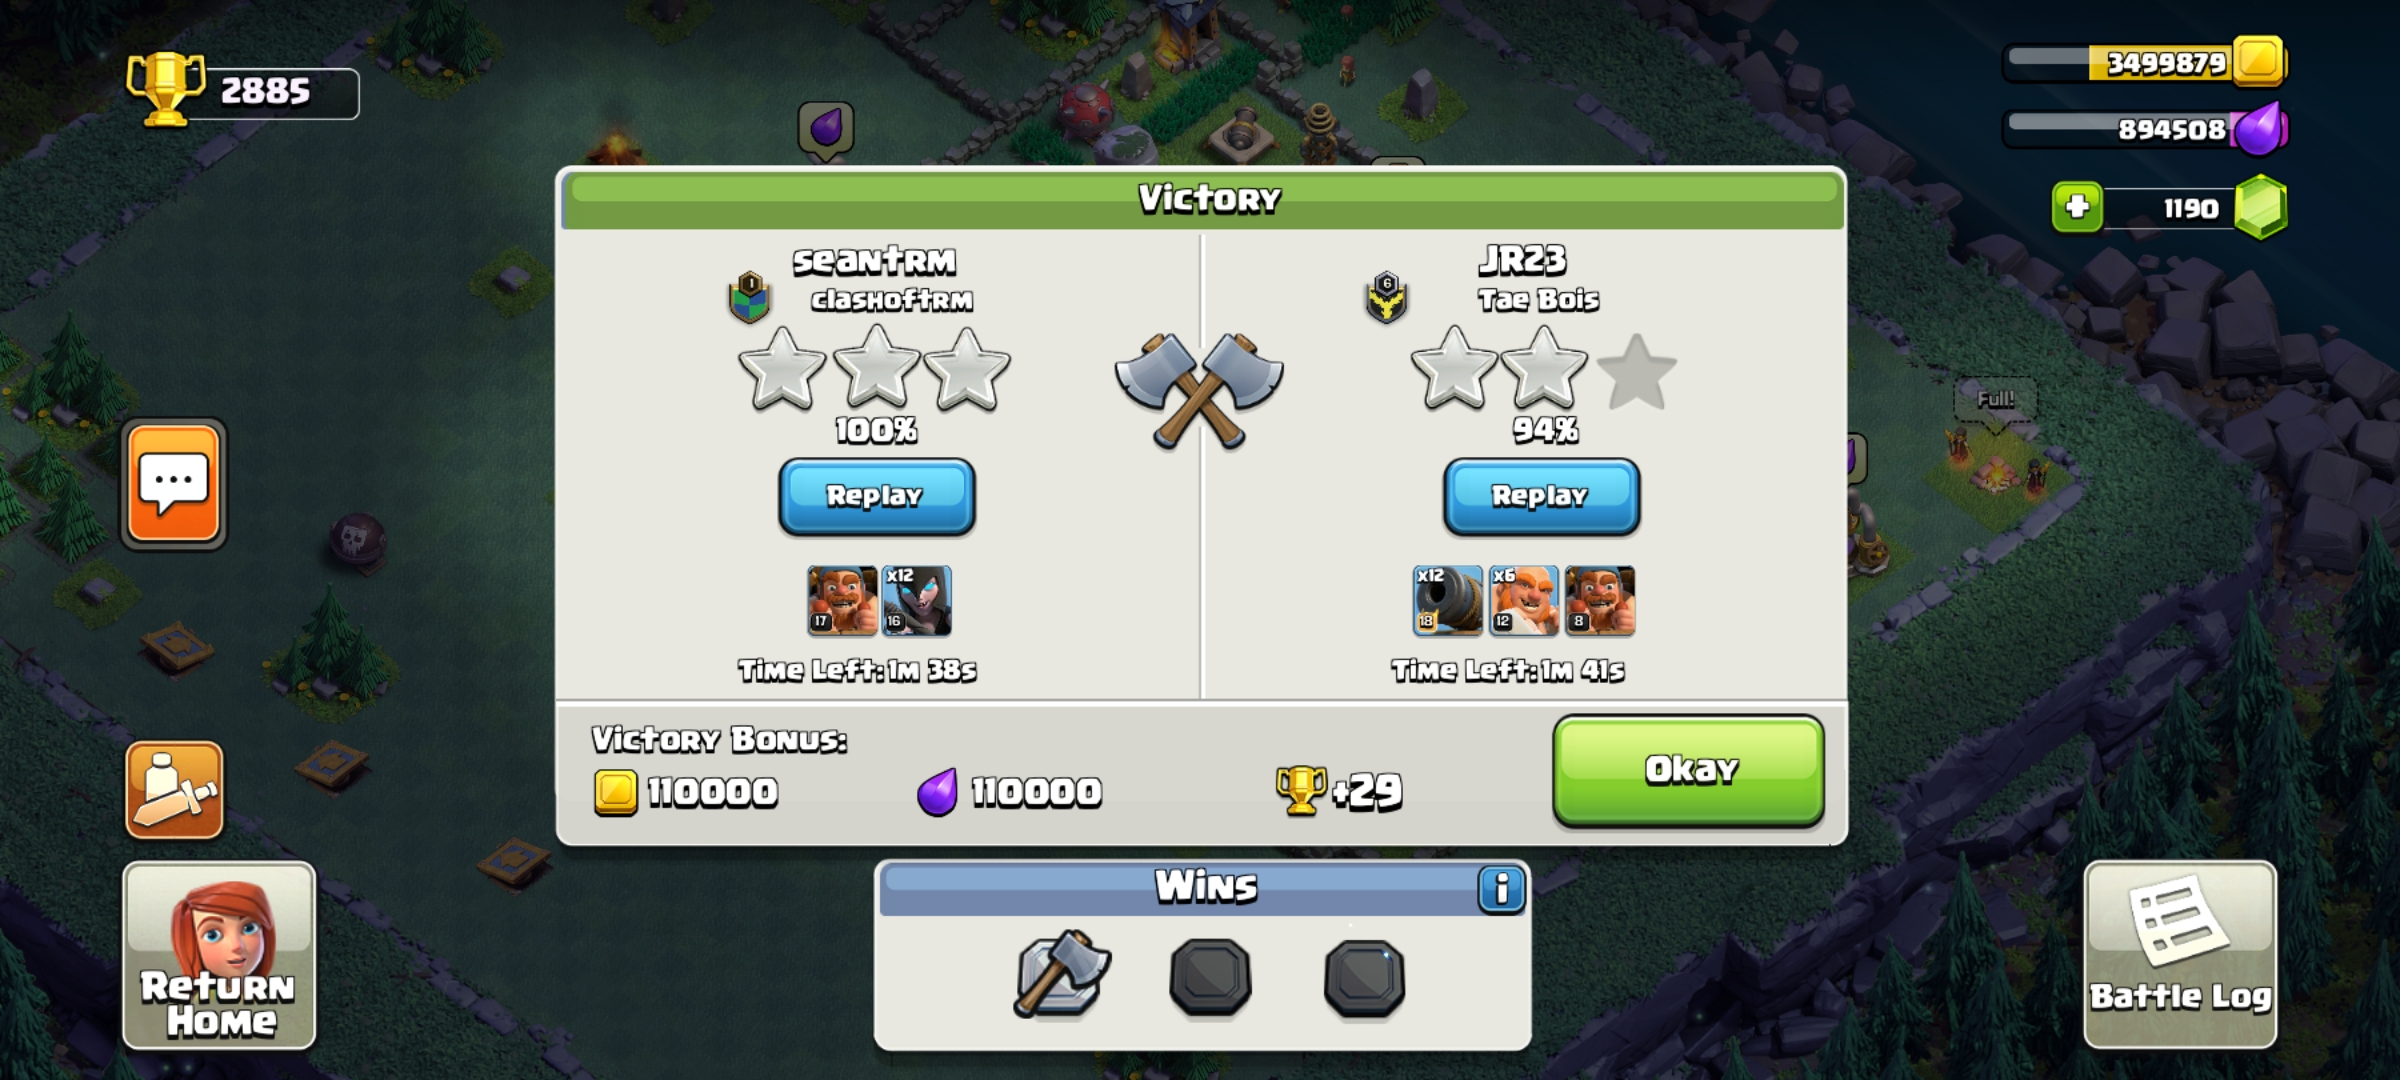 2885
3499879
894508
1190
Victory
seantrm
clashoftrm
1
100%
Replay
17
x12
16
Time Left:1m 38s
JR23
Tae Bois
6
94%
Replay
x12
18
x6
12
8
Time Left:1m 41s
Full!
Victory Bonus:
110000
110000
+29
Okay
Wins
i
Return
Home
Battle Log